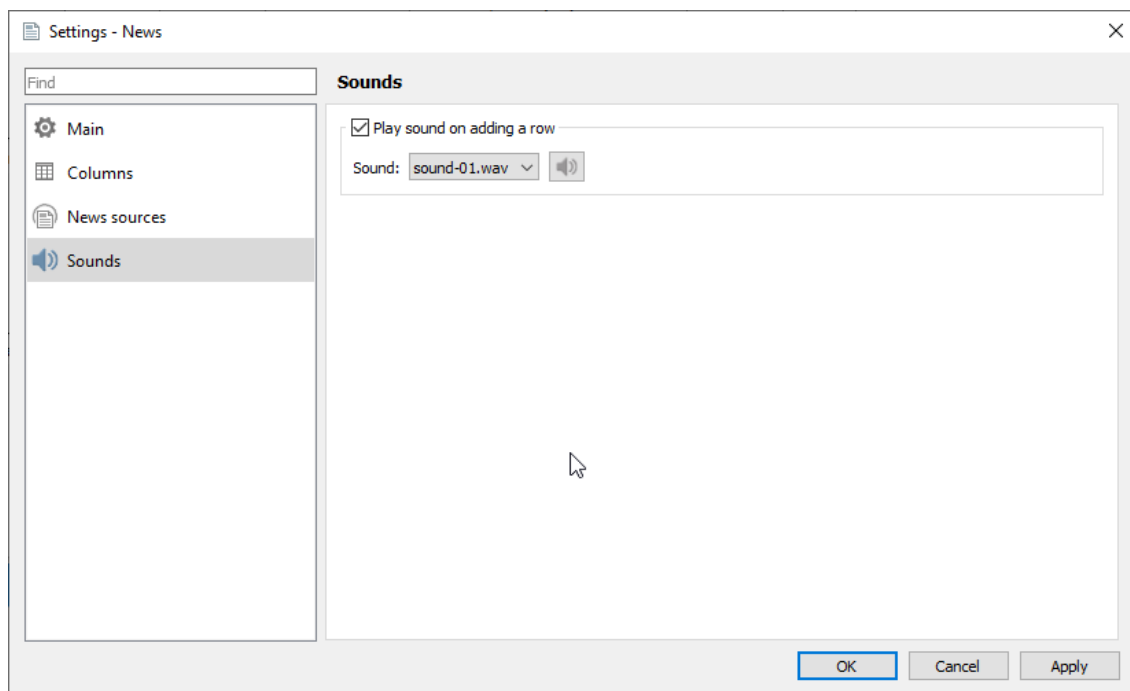 Settings - News
Find
Main
Columns
News sources
Sounds
Sounds
Play sound on adding a row
Sound: sound-01.wav
OK Cancel Apply